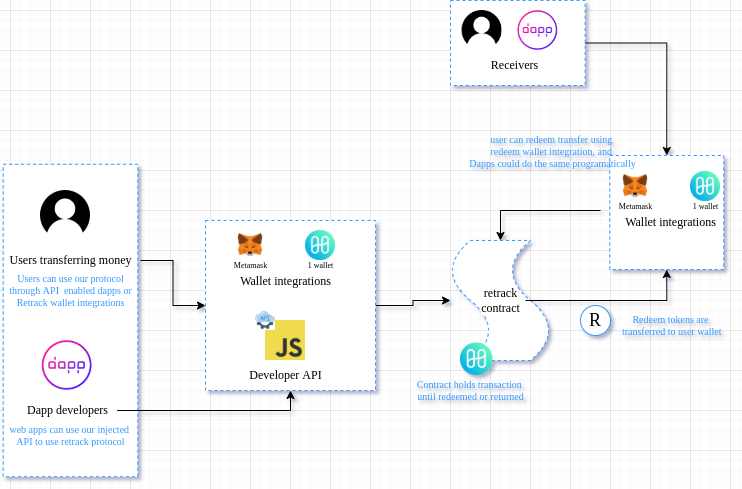 dapp
Receivers
user can redeem transfer using
redeem wallet integration, and
Dapps could do the same programatically
Metamask
1 wallet
Wallet integrations
Users transferring money
Users can use our protocol
through API enabled dapps or
Retrack wallet integrations
dapp
Dapp developers
web apps can use our injected
API to use retrack protocol
Metamask
1 wallet
Wallet integrations
API
JS
Developer API
retrack
contract
Contract holds transaction
until redeemed or returned
R
Redeem tokens are
transferred to user wallet